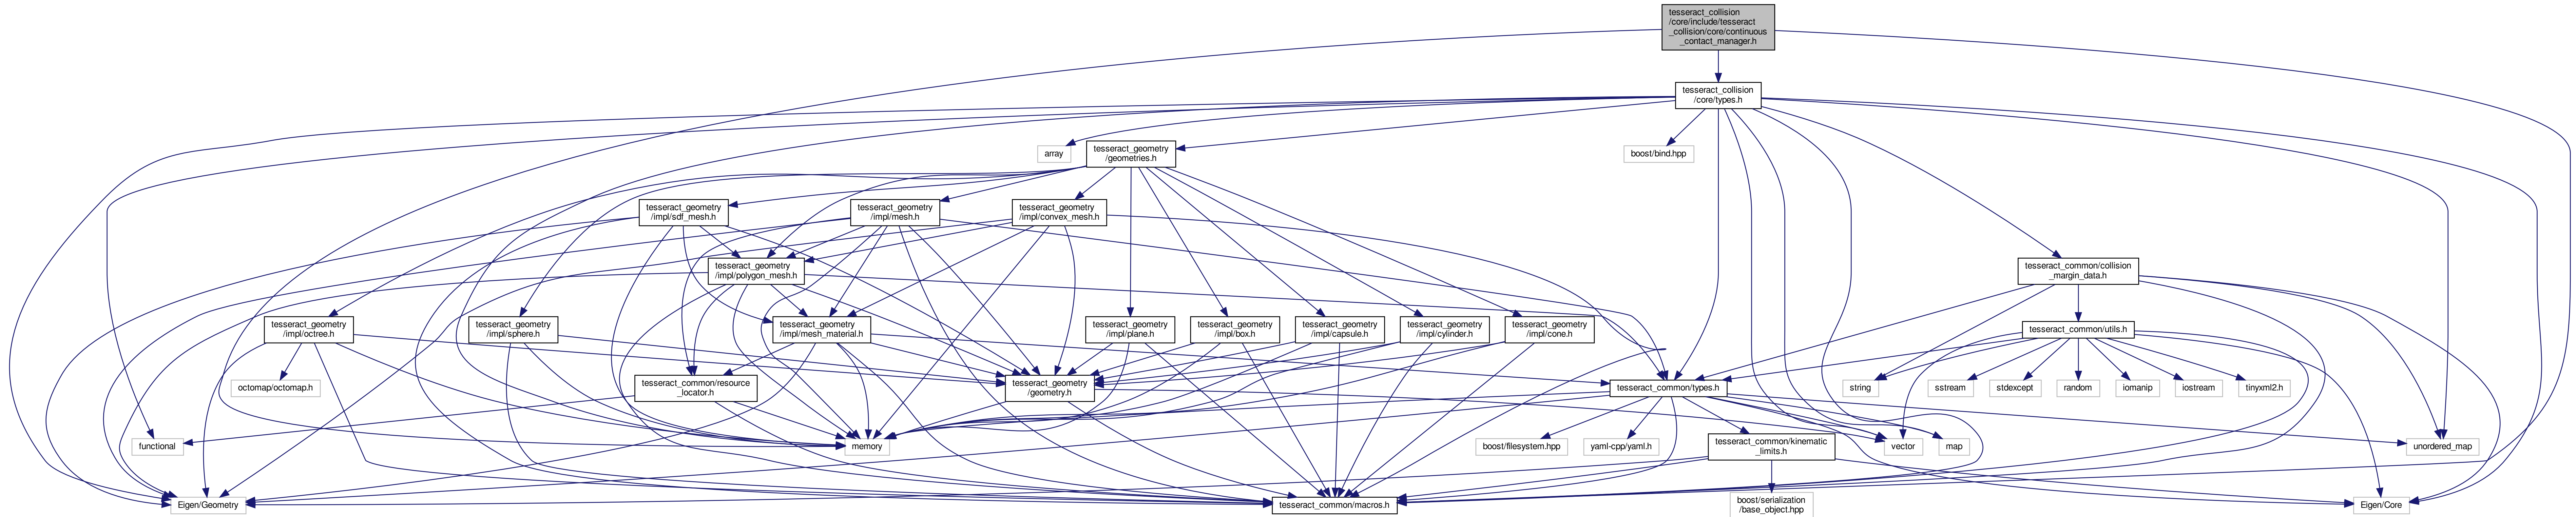 tesseract_collision
/core/include/tesseract
_collision/core/continuous
_contact_manager.h
tesseract_collision
/core/types.h
array
tesseract_geometry
/geometries.h
boost/bind.hpp
tesseract_geometry
/impl/sdf_mesh.h
tesseract_geometry
/impl/mesh.h
tesseract_geometry
/impl/convex_mesh.h
tesseract_geometry
/impl/polygon_mesh.h
tesseract_common/collision
_margin_data.h
tesseract_geometry
/impl/octree.h
tesseract_geometry
/impl/sphere.h
tesseract_geometry
/impl/mesh_material.h
tesseract_geometry
/impl/plane.h
tesseract_geometry
/impl/box.h
tesseract_geometry
/impl/capsule.h
tesseract_geometry
/impl/cylinder.h
tesseract_geometry
/impl/cone.h
tesseract_common/utils.h
octomap/octomap.h
tesseract_common/resource
_locator.h
tesseract_geometry
/geometry.h
tesseract_common/types.h
string
sstream
stdexcept
random
iomanip
iostream
tinyxml2.h
functional
memory
boost/filesystem.hpp
yaml-cpp/yaml.h
tesseract_common/kinematic
_limits.h
vector
map
unordered_map
Eigen/Geometry
tesseract_common/macros.h
boost/serialization
/base_object.hpp
Eigen/Core